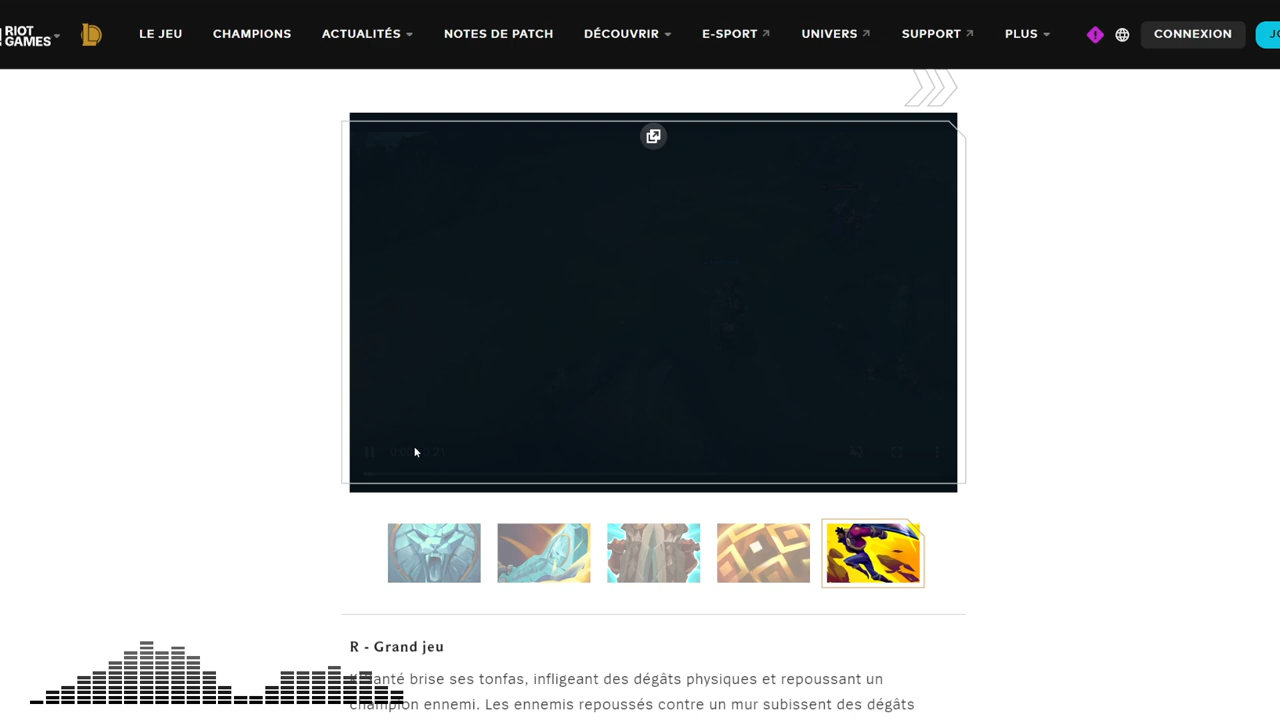 RIOT GAMES
LE JEU CHAMPIONS ACTUALITÉS NOTES DE PATCH DÉCOUVRIR E-SPORT UNIVERS SUPPORT PLUS CONNEXION
R - Grand jeu
brise ses tonfas, infligeant des dégâts physiques et repoussant un
champion ennemi. Les ennemis repoussés contre un mur subissent des dégâts